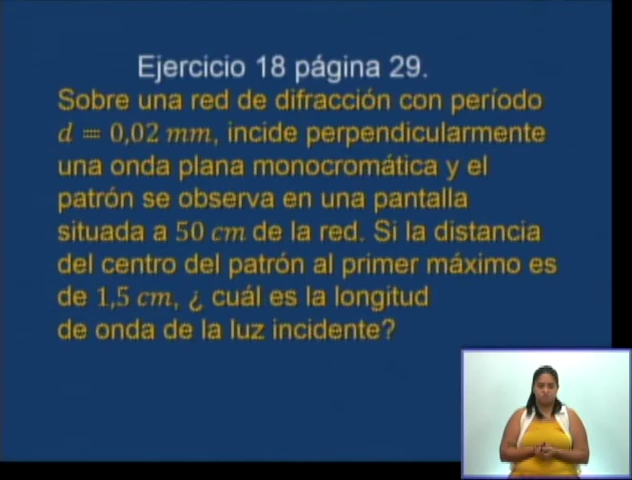 Ejercicio 18 página 29.
Sobre una red de difracción con período
d = 0,02 mm, incide perpendicularmente
una onda plana monocromática y el
patrón se observa en una pantalla
situada a 50 cm de la red. Si la distancia
del centro del patrón al primer máximo es
de 1,5 cm, ¿ cuál es la longitud
de onda de la luz incidente?